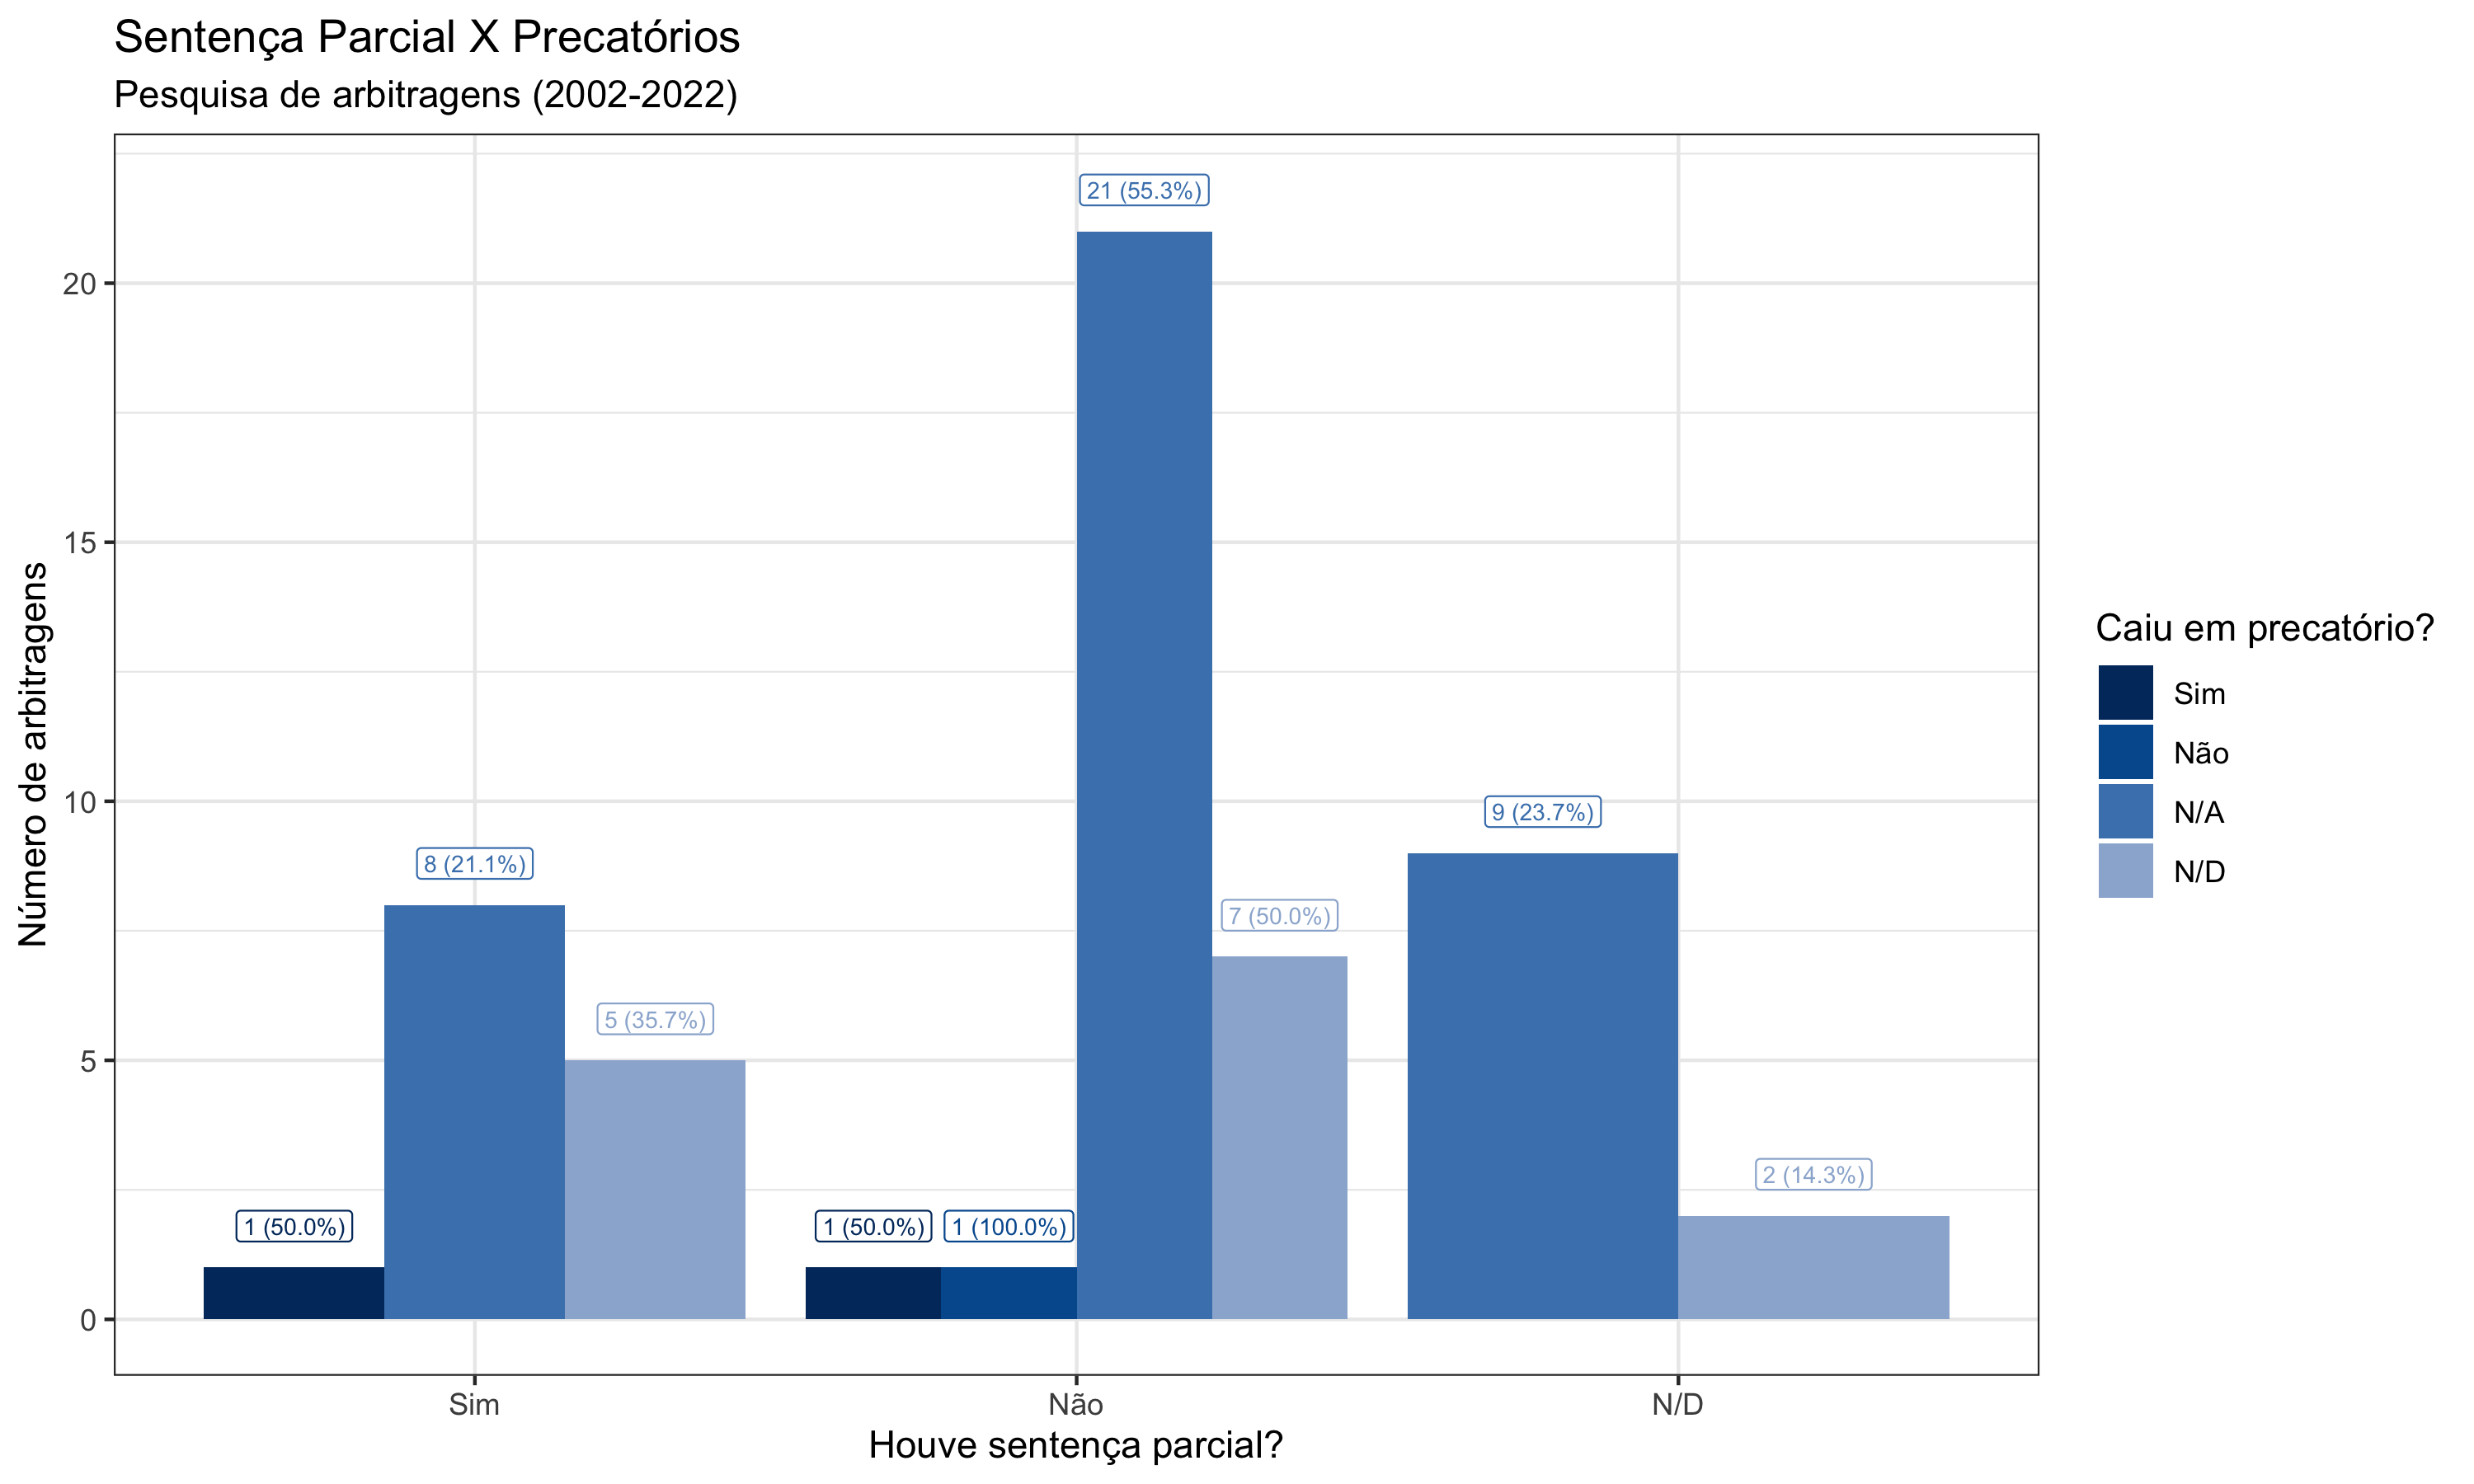 Sentença Parcial X Precatórios
Pesquisa de arbitragens (2002-2022)
Número de arbitragens
20
15
10
5
0
1 (50.0%)
8 (21.1%)
5 (35.7%)
1 (50.0%)
1 (100.0%)
21 (55.3%)
7 (50.0%)
9 (23.7%)
2 (14.3%)
Sim
Não
N/D
Houve sentença parcial?
Caiu em precatório?
Sim
Não
N/A
N/D